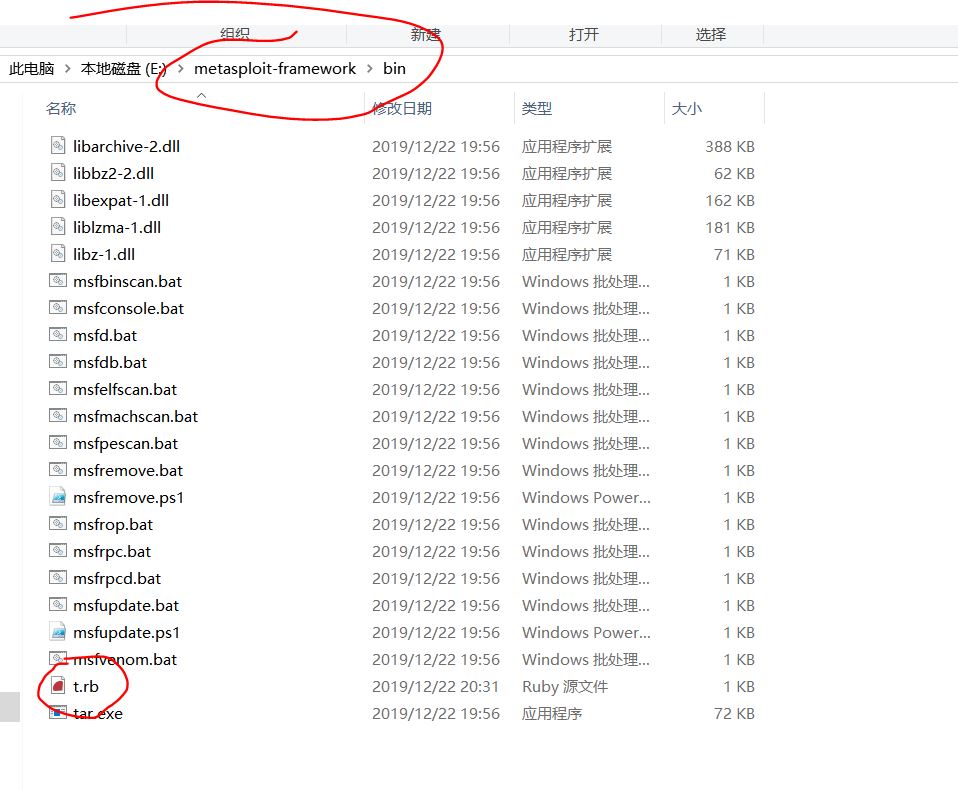 组织 新建 打开 选择
此电脑 > 本地磁盘 (E:) > metasploit-framework > bin
名称 修改日期 类型 大小
libarchive-2.dll 2019/12/22 19:56 应用程序扩展 388 KB
libbz2-2.dll 2019/12/22 19:56 应用程序扩展 62 KB
libexpat-1.dll 2019/12/22 19:56 应用程序扩展 162 KB
liblzma-1.dll 2019/12/22 19:56 应用程序扩展 181 KB
libz-1.dll 2019/12/22 19:56 应用程序扩展 71 KB
msfbinscan.bat 2019/12/22 19:56 Windows 批处理... 1 KB
msfconsole.bat 2019/12/22 19:56 Windows 批处理... 1 KB
msfd.bat 2019/12/22 19:56 Windows 批处理... 1 KB
msfdb.bat 2019/12/22 19:56 Windows 批处理... 1 KB
msfelfscan.bat 2019/12/22 19:56 Windows 批处理... 1 KB
msfmachscan.bat 2019/12/22 19:56 Windows 批处理... 1 KB
msfpescan.bat 2019/12/22 19:56 Windows 批处理... 1 KB
msfremove.bat 2019/12/22 19:56 Windows 批处理... 1 KB
msfremove.ps1 2019/12/22 19:56 Windows Power... 1 KB
msfrop.bat 2019/12/22 19:56 Windows 批处理... 1 KB
msfrpc.bat 2019/12/22 19:56 Windows 批处理... 1 KB
msfrpcd.bat 2019/12/22 19:56 Windows 批处理... 1 KB
msfupdate.bat 2019/12/22 19:56 Windows 批处理... 1 KB
msfupdate.ps1 2019/12/22 19:56 Windows Power... 1 KB
msfvenom.bat 2019/12/22 19:56 Windows 批处理... 1 KB
t.rb 2019/12/22 20:31 Ruby 源文件 1 KB
tar.exe 2019/12/22 19:56 应用程序 72 KB